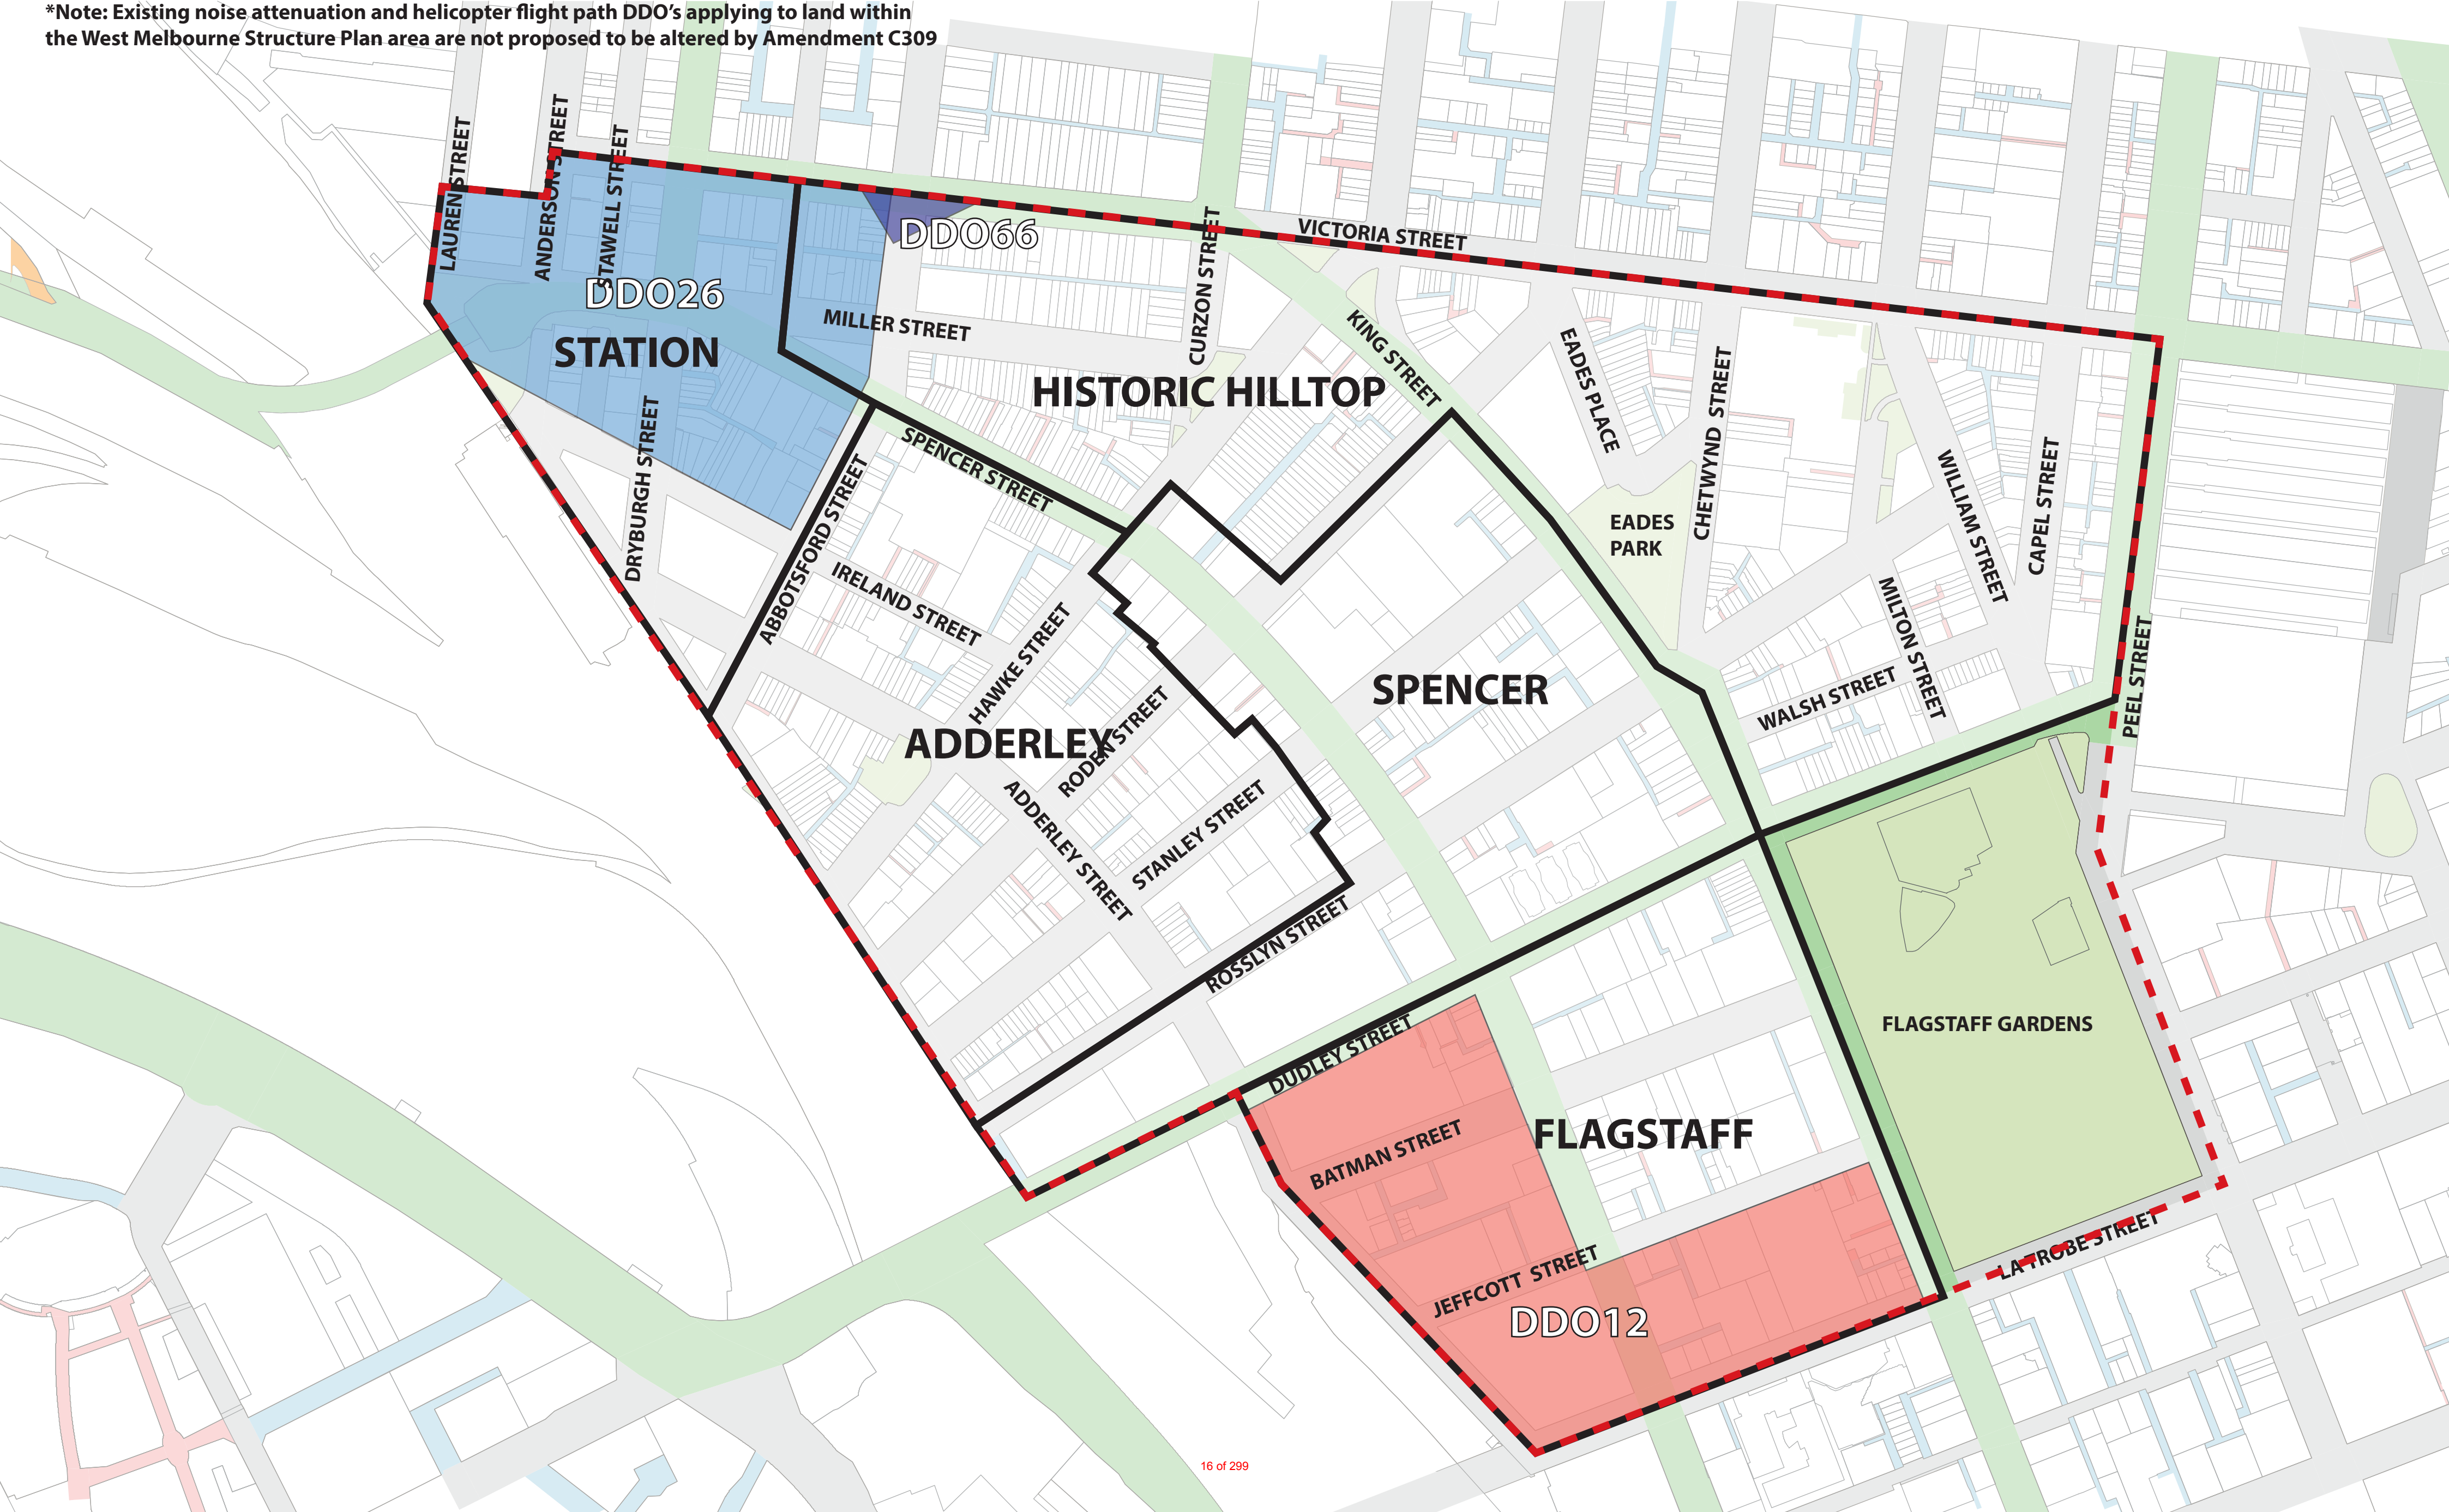 *Note: Existing noise attenuation and helicopter flight path DDO's applying to land within
the West Melbourne Structure Plan area are not proposed to be altered by Amendment C309
LAURENS STREET
ANDERSON STREET
STAWELL STREET
DDO66
VICTORIA STREET
CURZON STREET
DDO26
MILLER STREET
STATION
KING STREET
EADES PLACE
HISTORIC HILLTOP
CHETWYND STREET
SPENCER STREET
DRYBURGH STREET
WILLIAM STREET
CAPEL STREET
EADES
PARK
ABBOTSFORD STREET
IRELAND STREET
HAWKE STREET
MILTON STREET
PEEL STREET
SPENCER
WALSH STREET
ADDERLEY
RODEN STREET
ADDERLEY STREET
STANLEY STREET
ROSSLYN STREET
FLAGSTAFF GARDENS
DUDLEY STREET
FLAGSTAFF
BATMAN STREET
LA TROBE STREET
JEFFCOTT STREET
DDO12
16 of 299